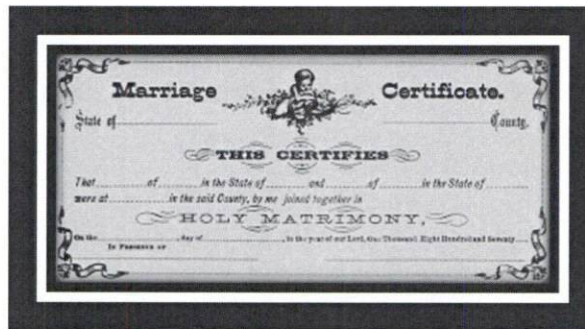 Marriage Certificate.
State of County,
THIS CERTIFIES
That of in the State of and of in the State of
were at in the said County, by me joined together in
HOLY MATRIMONY,
On the day of , in the year of our Lord, One Thousand, Eight Hundred and Seventy
In Presence of